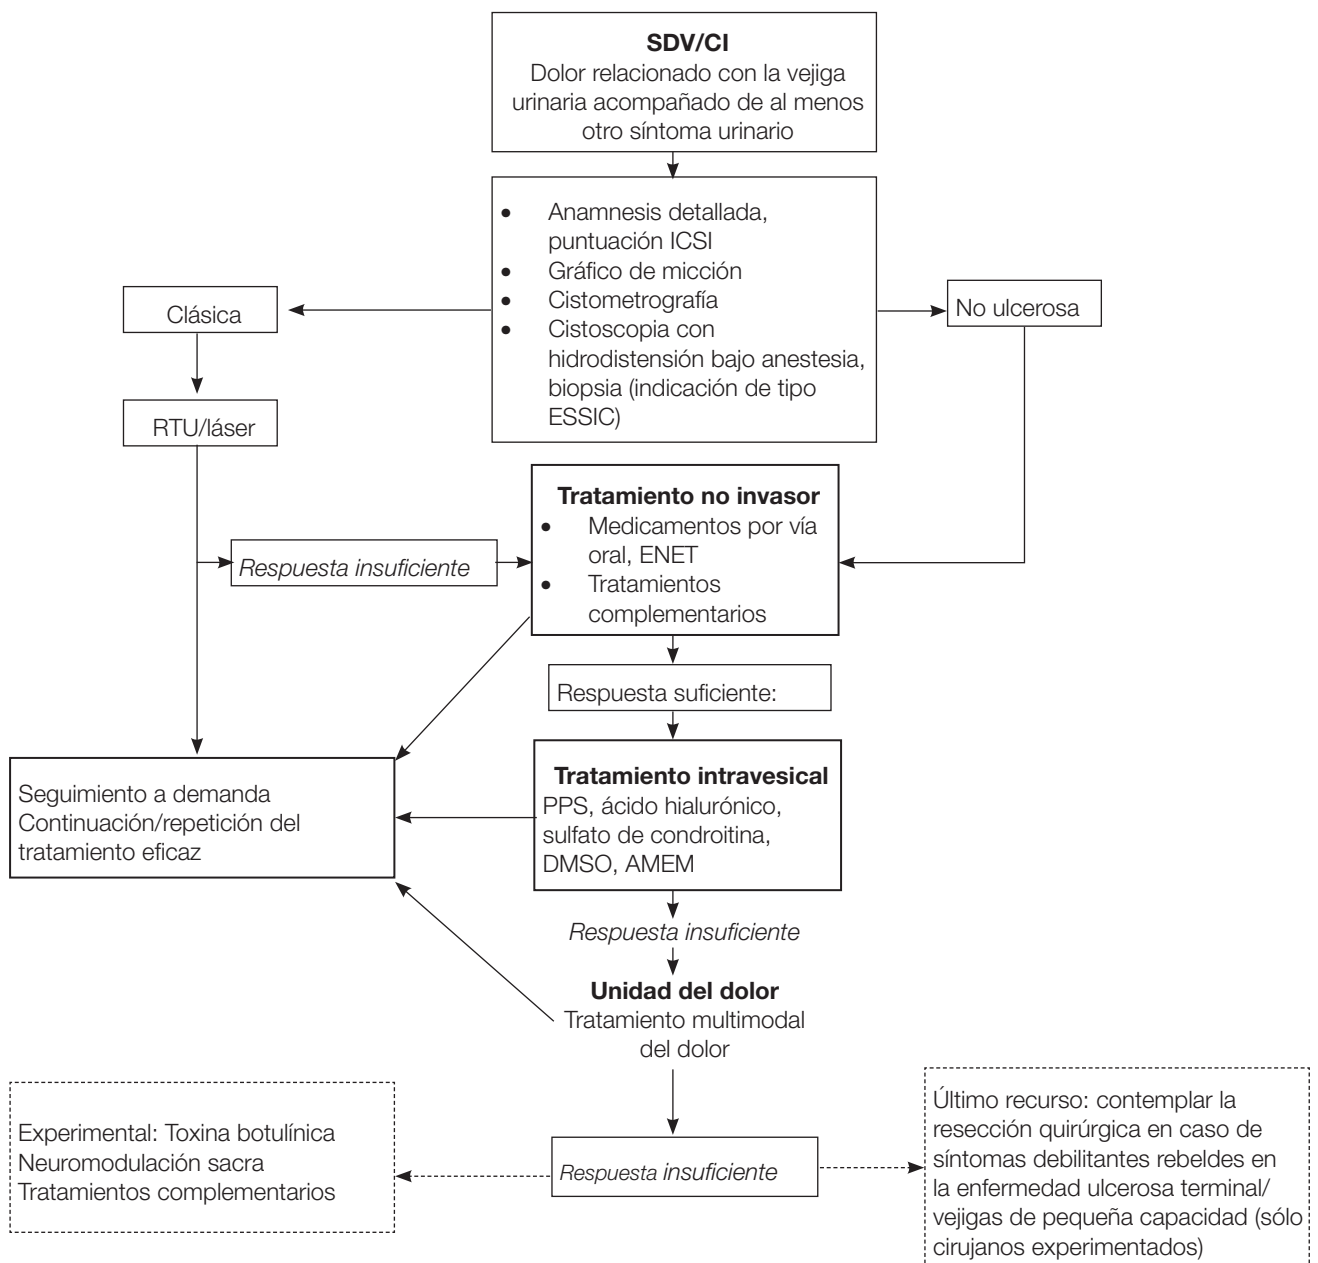 SDV/CI
Dolor relacionado con la vejiga
urinaria acompañado de al menos
otro síntoma urinario
• Anamnesis detallada,
puntuación ICSI
• Gráfico de micción
• Cistometrografía
• Cistoscopia con
hidrodistensión bajo anestesia,
biopsia (indicación de tipo
ESSIC)
Clásica
No ulcerosa
RTU/láser
Tratamiento no invasor
• Medicamentos por vía
oral, ENET
• Tratamientos
complementarios
Respuesta insuficiente
Respuesta suficiente:
Tratamiento intravesical
PPS, ácido hialurónico,
sulfato de condroitina,
DMSO, AMEM
Seguimiento a demanda
Continuación/repetición del
tratamiento eficaz
Respuesta insuficiente
Unidad del dolor
Tratamiento multimodal
del dolor
Experimental: Toxina botulínica
Neuromodulación sacra
Tratamientos complementarios
Respuesta insuficiente
Último recurso: contemplar la
resección quirúrgica en caso de
síntomas debilitantes rebeldes en
la enfermedad ulcerosa terminal/
vejigas de pequeña capacidad (sólo
cirujanos experimentados)